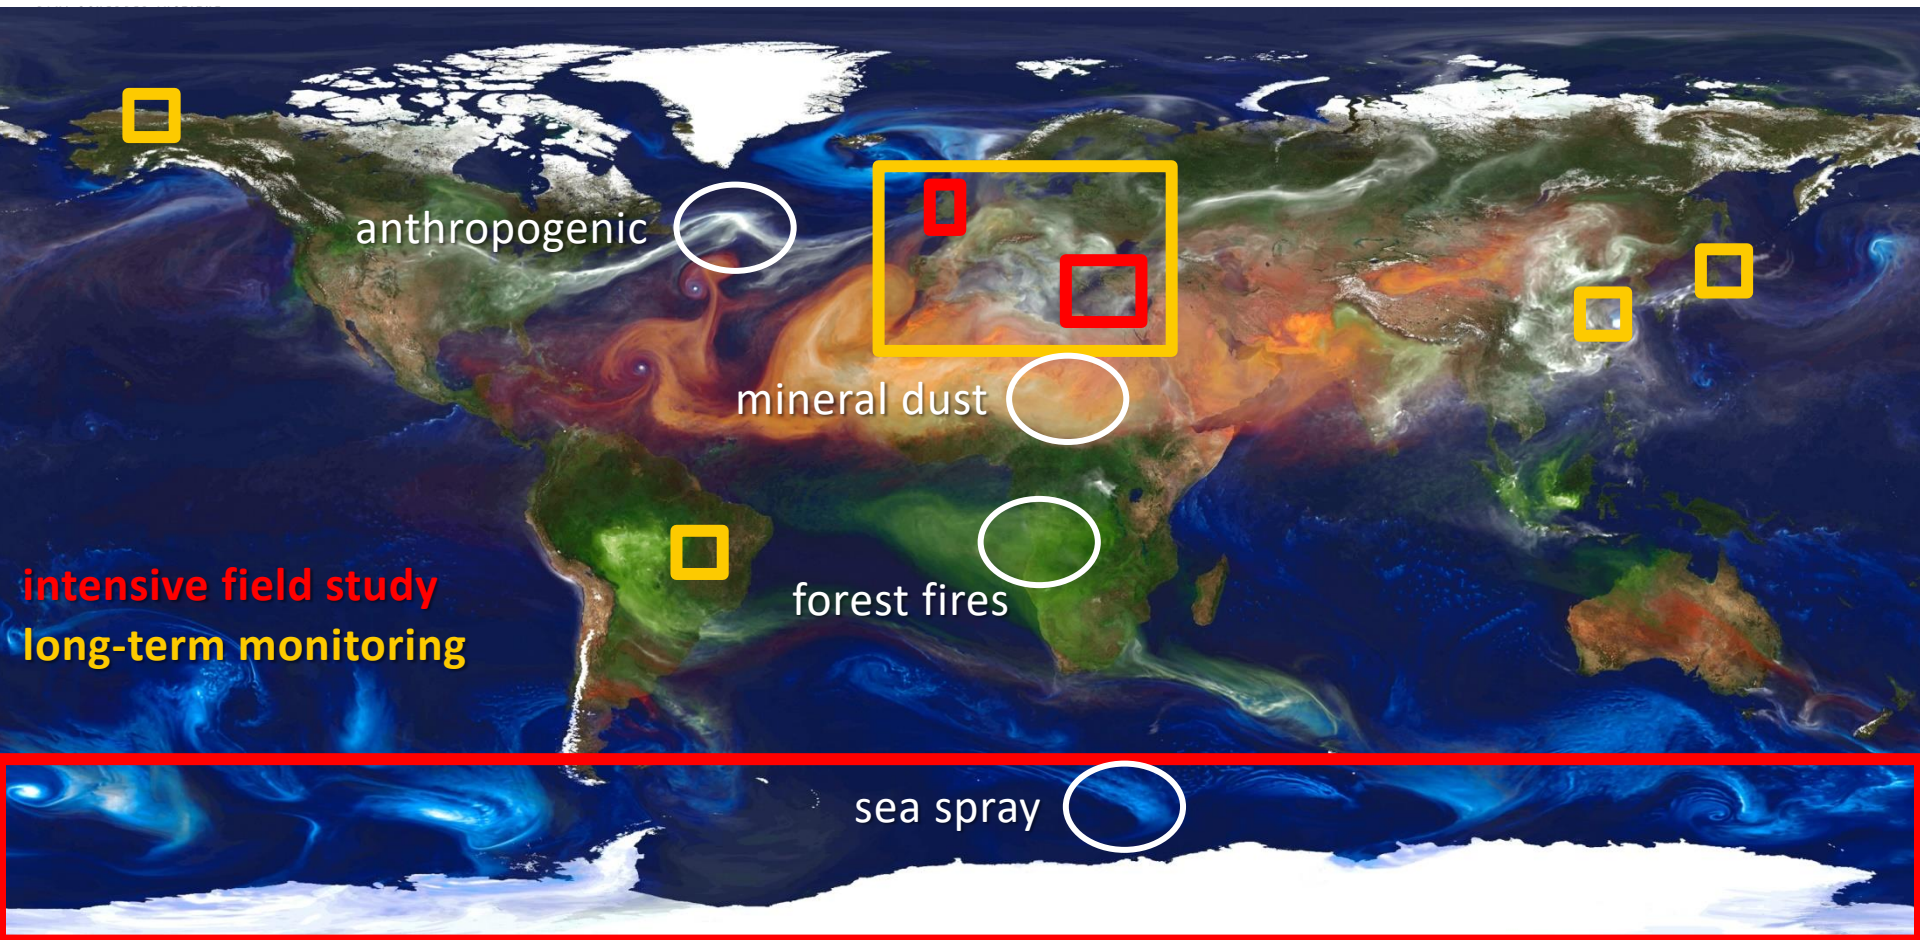 anthropogenic
mineral dust
forest fires
intensive field study
long-term monitoring
sea spray